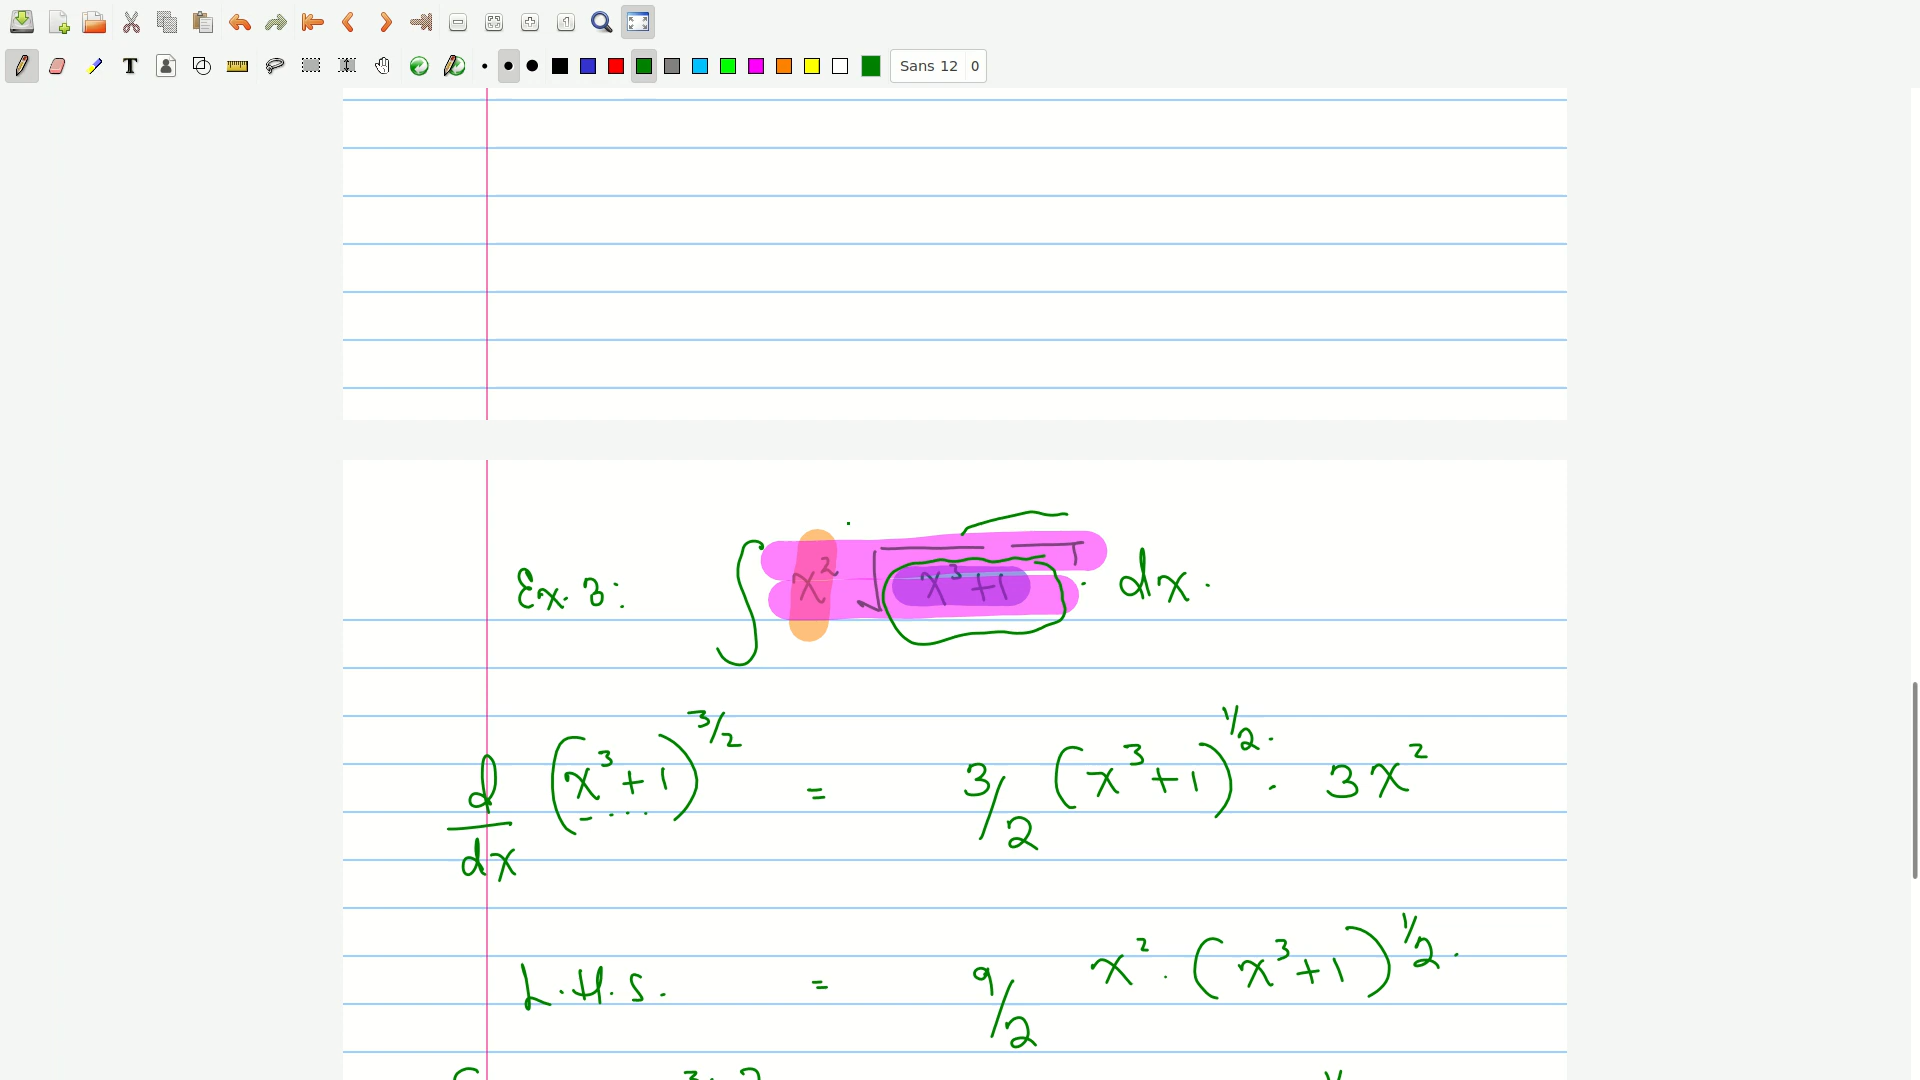 T Sans 12 0
Ex. 3: ∫ x² √(x³+1) · dx.
d/dx (x³+1)^3/2 = 3/2 (x³+1)^1/2 · 3x²
L.H.S. = 9/2 x² · (x³+1)^1/2.